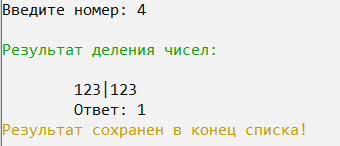 Введите номер: 4
Результат деления чисел:
123|123
Ответ: 1
Результат сохранен в конец списка!